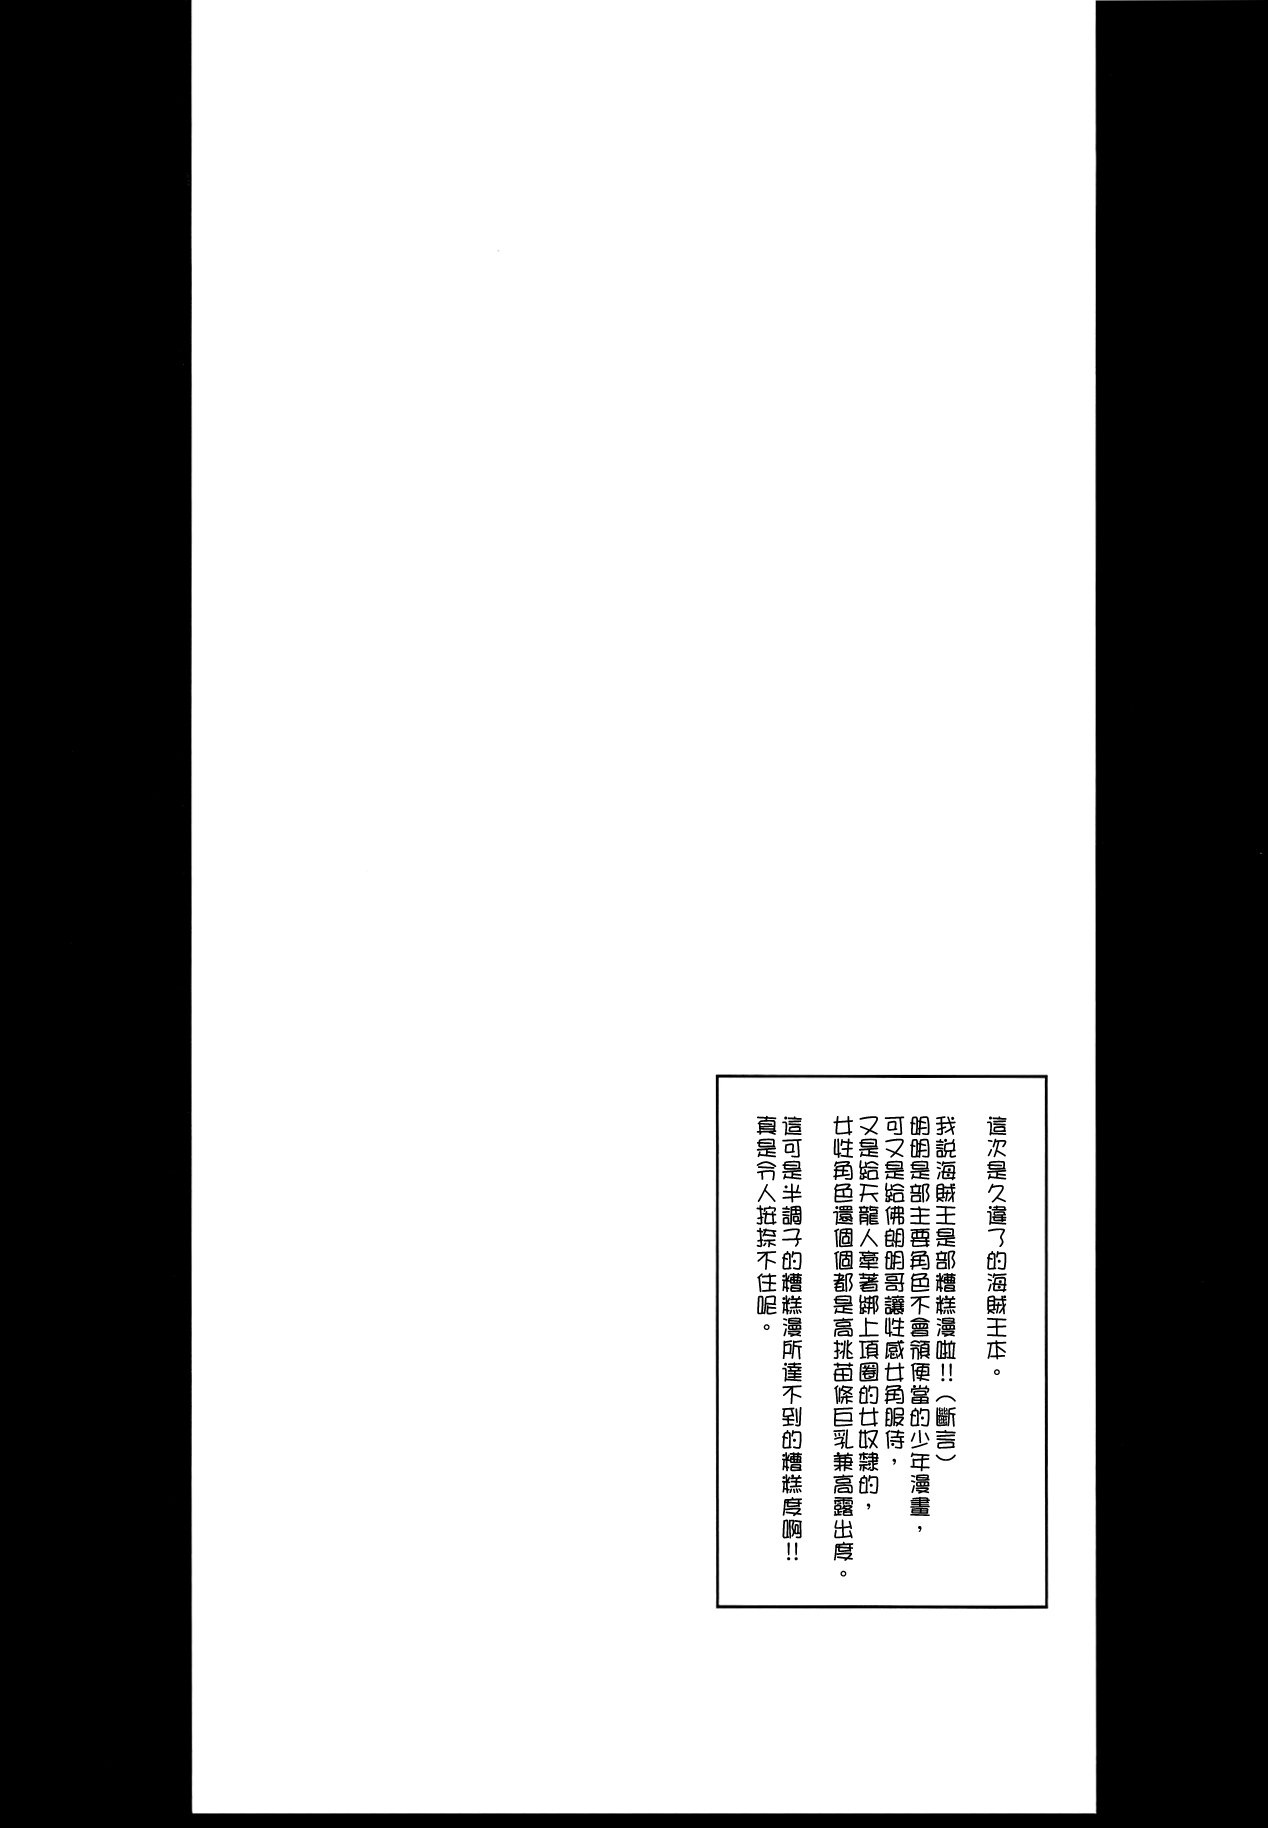 這次是久違了的海賊王本。
我說海賊王是部糟糕漫啦!!（斷言）
明明是部主要角色不會領便當的少年漫畫，
可又是給佛朗明哥讓性感女角服侍，
又是給天龍人牽著綁上項圈的女奴隸的，
女性角色還個個都是高挑苗條巨乳兼高露出度。
這可是半調子的糟糕漫所達不到的糟糕度啊!!
真是令人按捺不住呢。